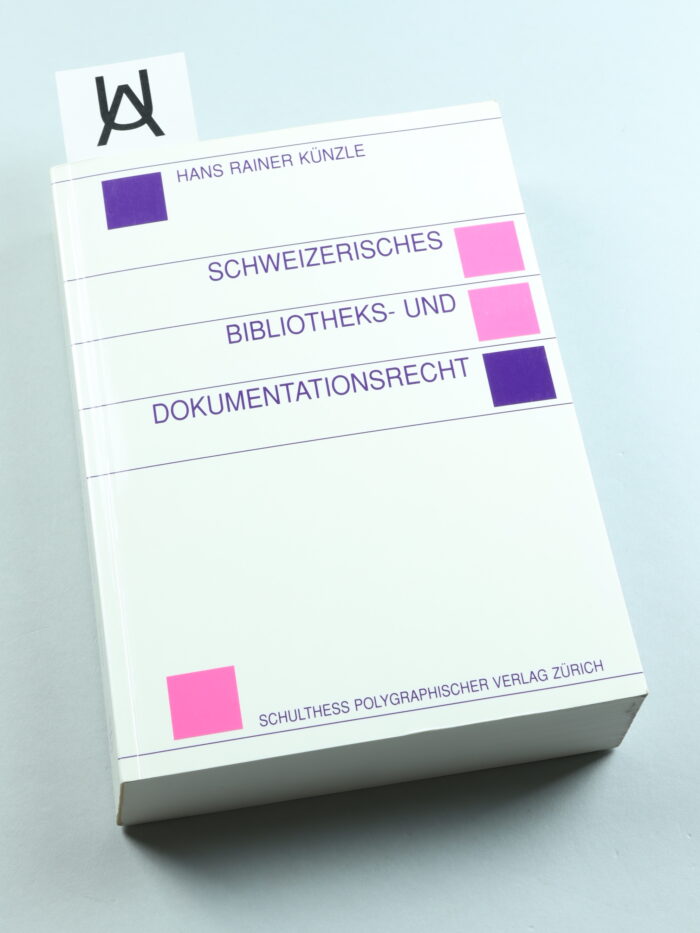 HANS RAINER KÜNZLE
SCHWEIZERISCHES
BIBLIOTHEKS- UND
DOKUMENTATIONSRECHT
SCHULTHESS POLYGRAPHISCHER VERLAG ZÜRICH